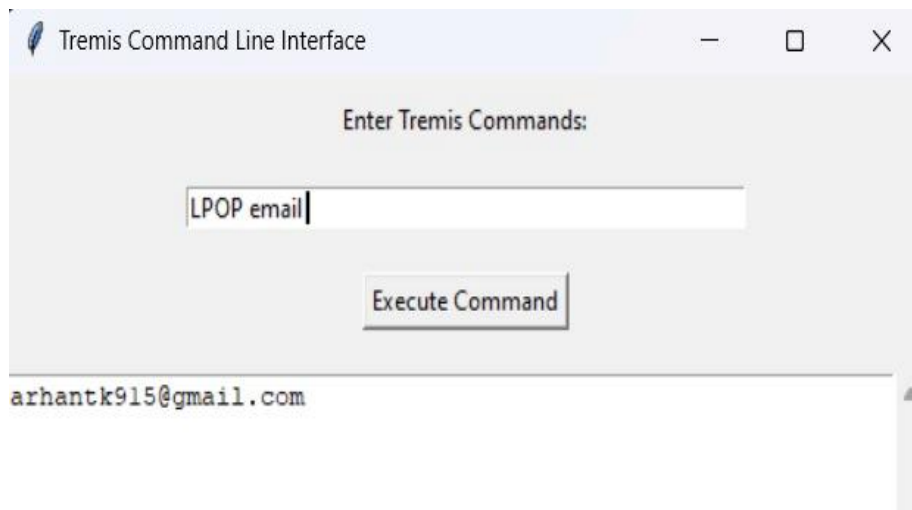 Tremis Command Line Interface
Enter Tremis Commands:
LPOP email
Execute Command
arhantk915@gmail.com